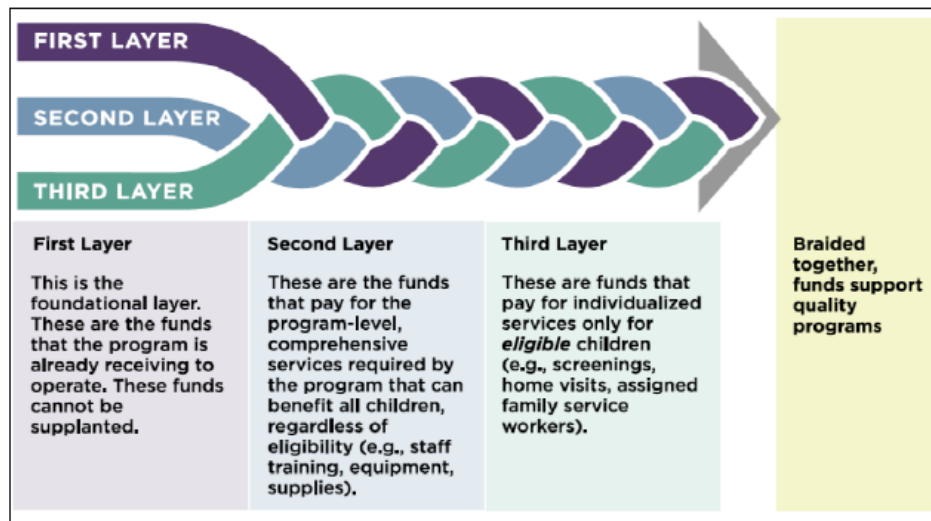 FIRST LAYER
SECOND LAYER
THIRD LAYER
First Layer
This is the
foundational layer.
These are the funds
that the program is
already receiving to
operate. These funds
cannot be
supplanted.
Second Layer
These are the funds
that pay for the
program-level,
comprehensive
services required by
the program that can
benefit all children,
regardless of
eligibility (e.g., staff
training, equipment,
supplies).
Third Layer
These are funds that
pay for individualized
services only for
eligible children
(e.g., screenings,
home visits, assigned
family service
workers).
Braided
together,
funds support
quality
programs